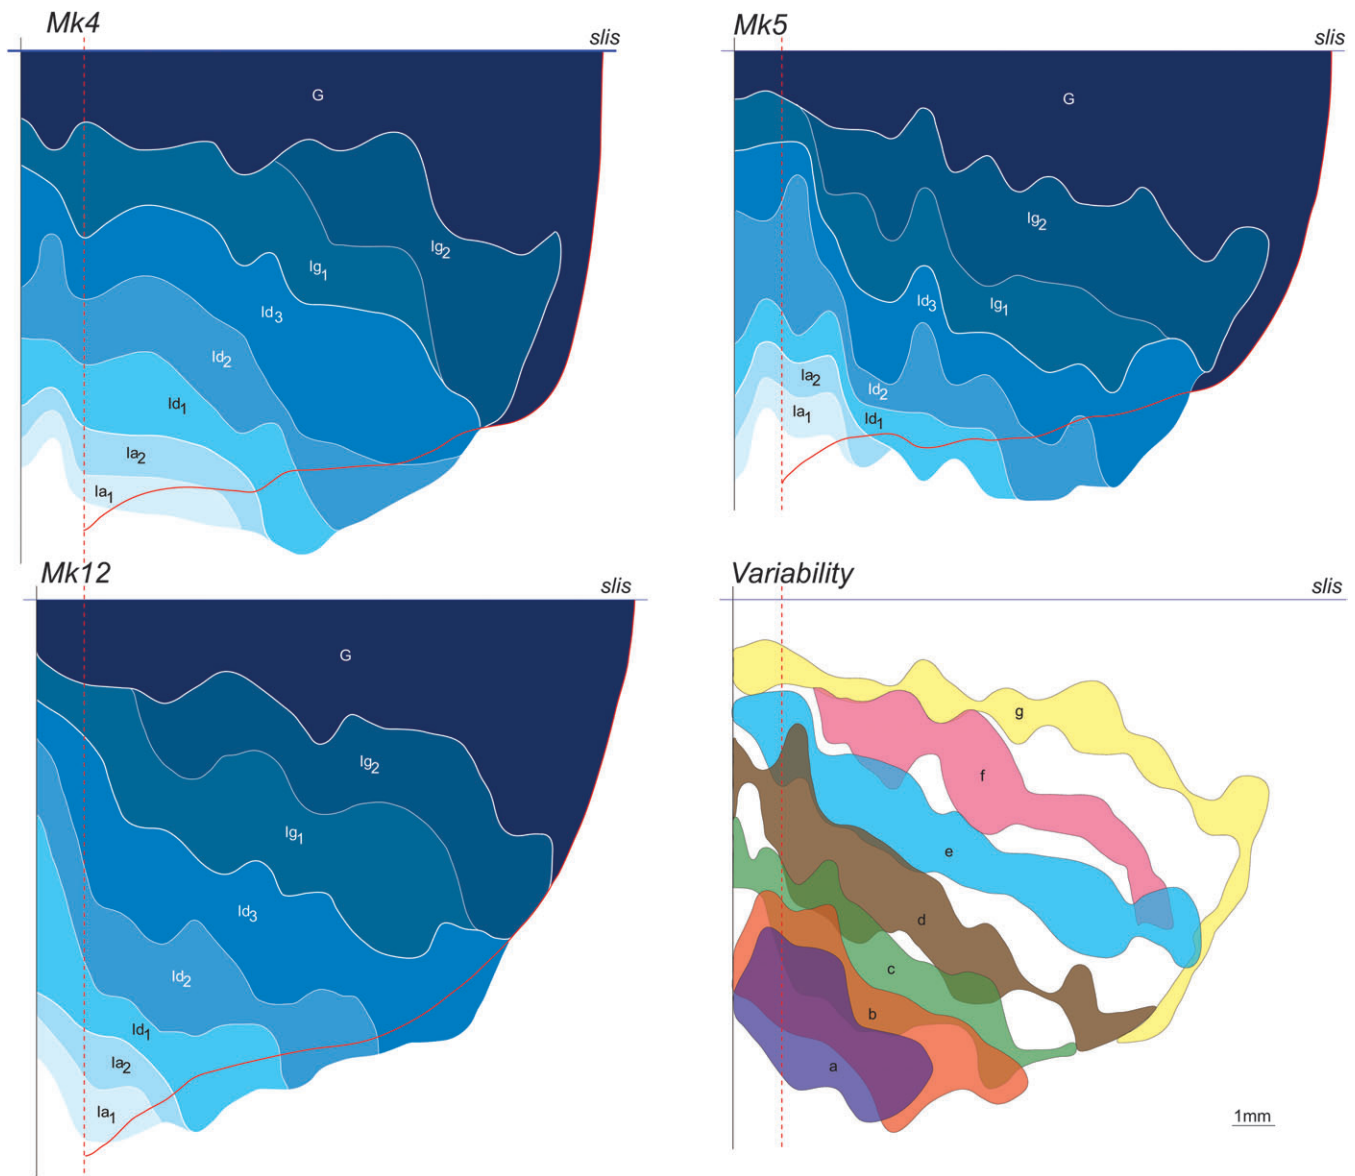 Mk4
slis
G
Ig2
Ig1
Id3
Id2
Id1
Ia2
Ia1
Mk5
slis
G
Ig2
Ig1
Id3
Ia2
Id2
Ia1
Id1
Mk12
slis
G
Ig2
Ig1
Id3
Id2
Id1
Ia2
Ia1
Variability
slis
g
f
e
d
c
b
a
1mm